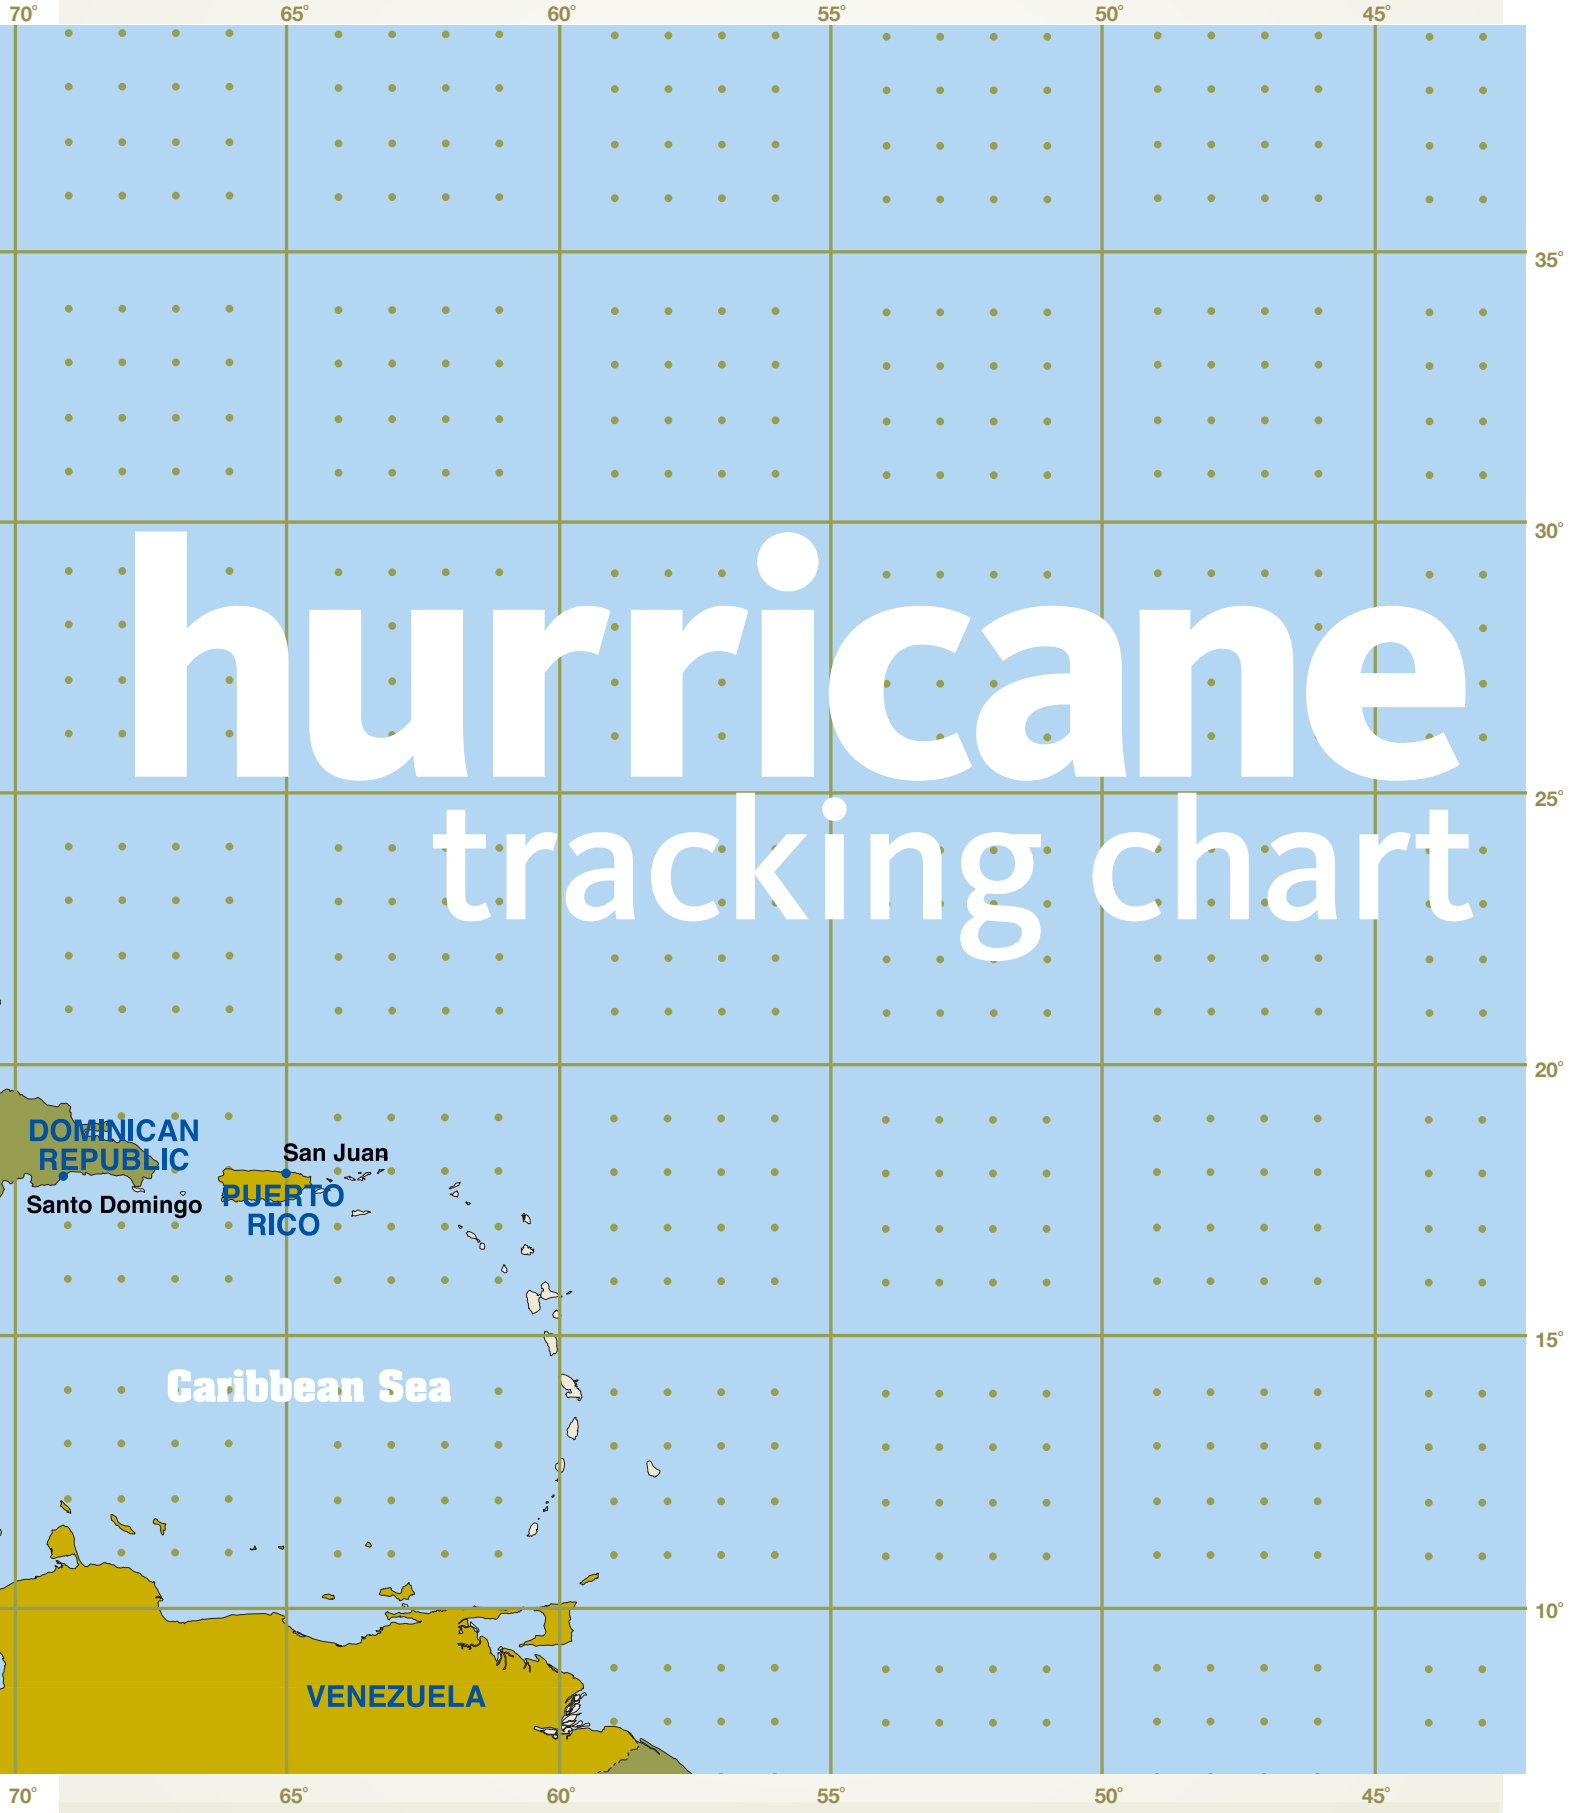 70° 65° 60° 55° 50° 45°
35°
30°
hurricane
25°
tracking chart
20°
DOMINICAN
REPUBLIC
San Juan
Santo Domingo
PUERTO
RICO
15°
Caribbean Sea
10°
VENEZUELA
70° 65° 60° 55° 50° 45°